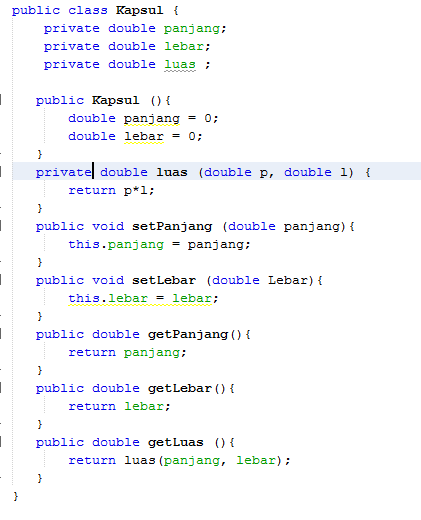 public class Kapsul {
private double panjang;
private double lebar;
private double luas ;
public Kapsul (){
double panjang = 0;
double lebar = 0;
}
private double luas (double p, double l) {
return p*l;
}
public void setPanjang (double panjang){
this.panjang = panjang;
}
public void setLebar (double Lebar){
this.lebar = lebar;
}
public double getPanjang(){
return panjang;
}
public double getLebar(){
return lebar;
}
public double getLuas (){
return luas(panjang, lebar);
}
}